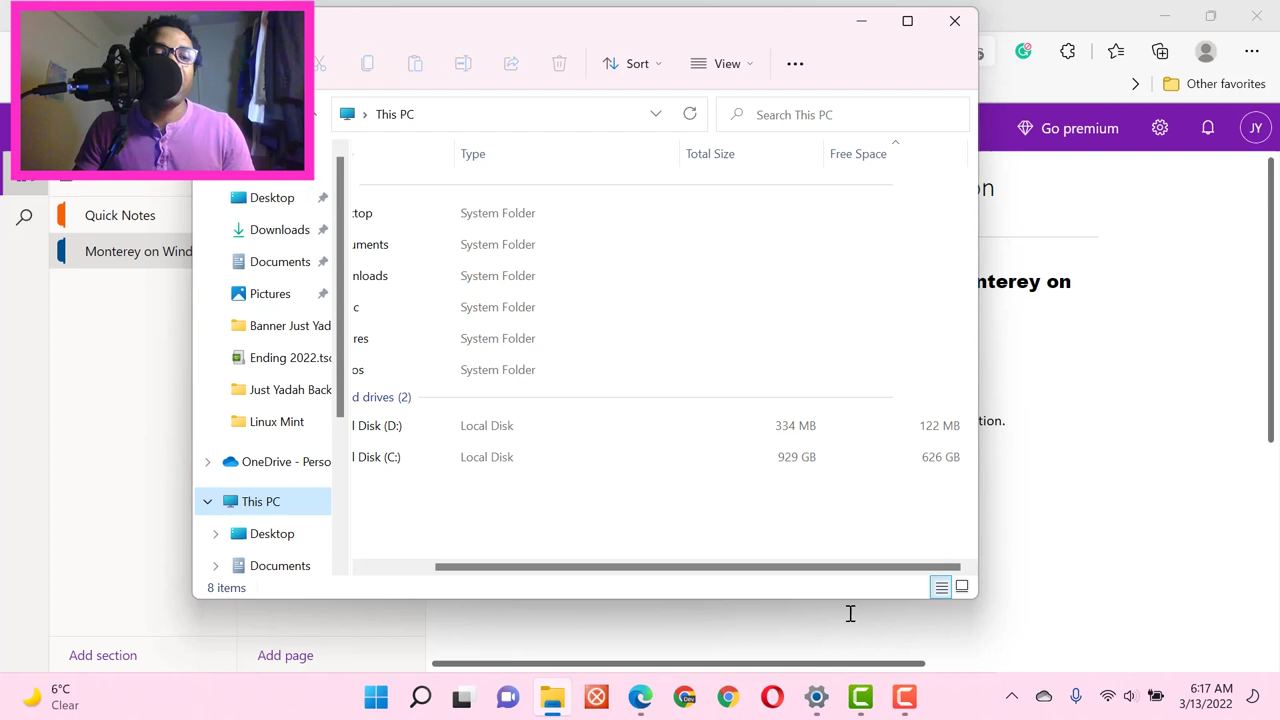 Sort
View
This PC
Search This PC
Type
Total Size
Free Space
top
System Folder
uments
System Folder
nloads
System Folder
c
System Folder
res
System Folder
os
System Folder
d drives (2)
l Disk (D:)
Local Disk
334 MB
122 MB
l Disk (C:)
Local Disk
929 GB
626 GB
Desktop
Downloads
Documents
Pictures
Banner Just Yad
Ending 2022.tsc
Just Yadah Back
Linux Mint
OneDrive - Perso
This PC
Desktop
Documents
8 items
Other favorites
Go premium
JY
on
Quick Notes
Monterey on Wind
nterey on
tion.
Add section
Add page
6°C
Clear
6:17 AM
3/13/2022